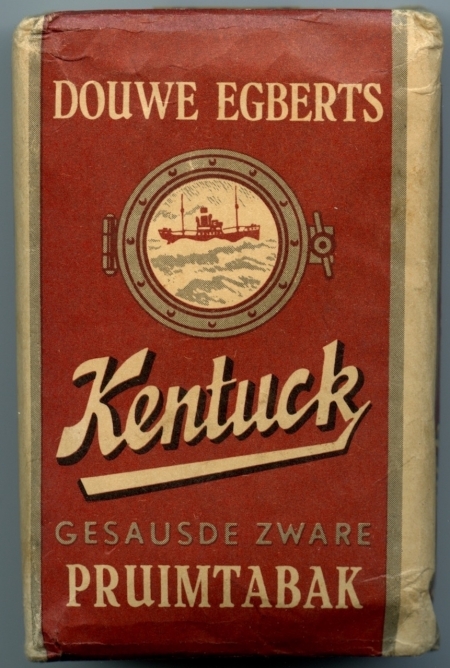 DOUWE EGBERTS
Kentuck
GESAUSDE ZWARE
PRUIMTABAK